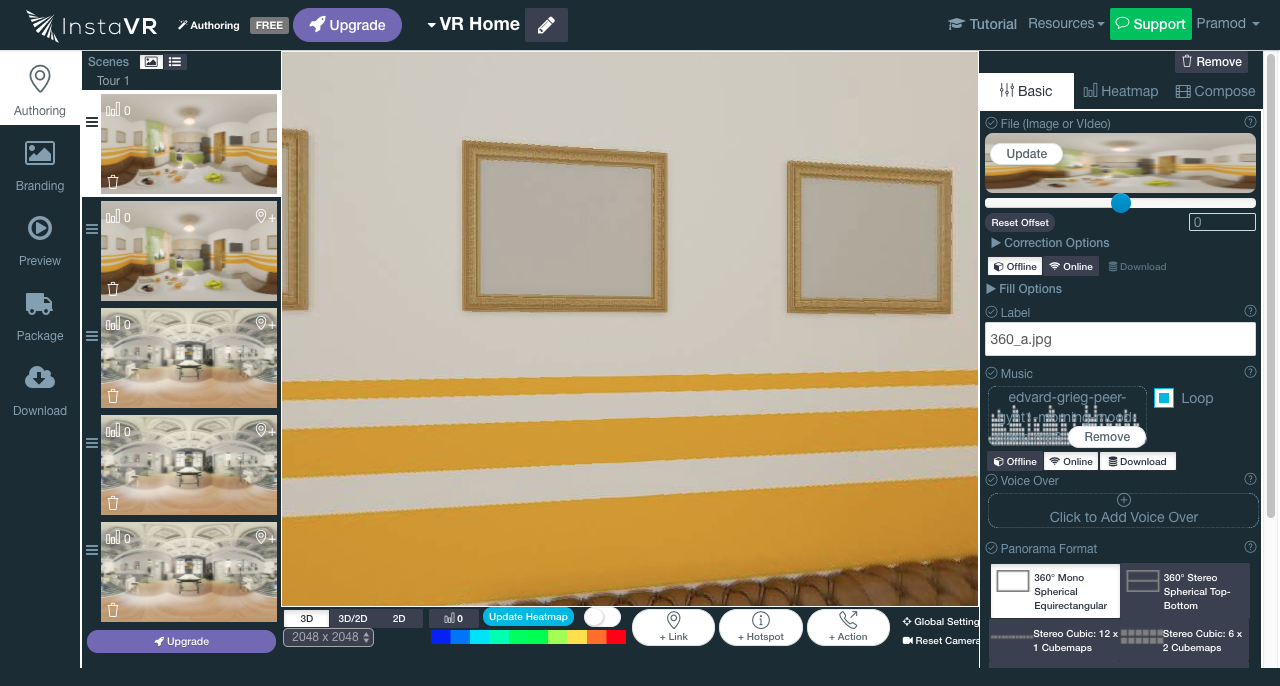 InstaVR
Authoring
FREE
Upgrade
VR Home
Tutorial
Resources
Support
Pramod
Authoring
Branding
Preview
Package
Download
Scenes
Tour 1
0
0
0
0
0
Upgrade
3D
3D/2D
2D
2048 x 2048
0
Update Heatmap
+ Link
+ Hotspot
+ Action
Global Setting
Reset Camera
Remove
Basic
Heatmap
Compose
File (Image or VIdeo)
Update
Reset Offset
0
Correction Options
Offline
Online
Download
Fill Options
Label
360_a.jpg
Music
edvard-grieg-peer-
Remove
Loop
Offline
Online
Download
Voice Over
Click to Add Voice Over
Panorama Format
360° Mono
Spherical
Equirectangular
360° Stereo
Spherical Top-
Bottom
Stereo Cubic: 12 x
1 Cubemaps
Stereo Cubic: 6 x
2 Cubemaps